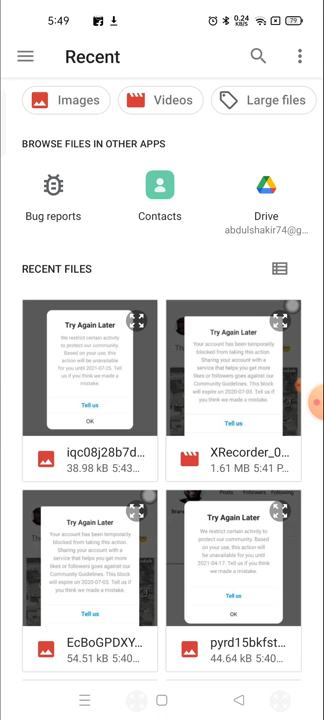 5:49
0.24
KB/S
79
Recent
Images
Videos
Large files
BROWSE FILES IN OTHER APPS
Bug reports
Contacts
Drive
abdulshakir74@g...
RECENT FILES
Try Again Later
We restrict certain activity
to protect our community.
Based on your use, this
action will be unavailable
for you until 2021-07-25. Tell
us if you think we made a
mistake.
Tell us
OK
iqc08j28b7d...
38.98 kB 5:43...
Try Again Later
Your account has been temporarily
blocked from taking this action.
Sharing your account with a
service that helps you get more
likes or followers goes against our
Community Guidelines. This block
will expire on 2020-07-03. Tell us
if you think we made a mistake.
Tell us
XRecorder_0...
1.61 MB 5:41 P...
Try Again Later
Your account has been temporarily
blocked from taking this action.
Sharing your account with a
service that helps you get more
likes or followers goes against our
Community Guidelines. This block
will expire on 2020-07-03. Tell us
if you think we made a mistake.
Tell us
EcBoGPDXY...
54.51 kB 5:40...
Posts Followers Following
Try Again Later
We restrict certain activity to
protect our community. Based on
your use, this action will be
unavailable for you until
2021-04-17. Tell us if you think we
made a mistake.
Tell us
OK
pyrd15bkfst...
44.64 kB 5:40...